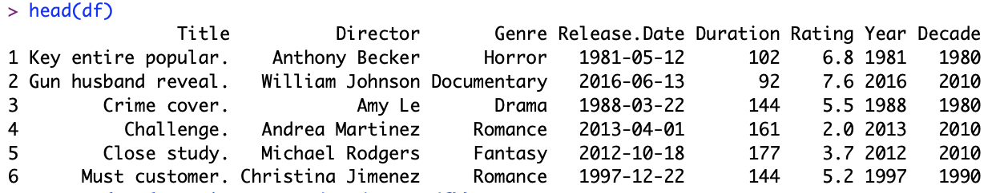 > head(df)
Title Director Genre Release.Date Duration Rating Year Decade
1 Key entire popular. Anthony Becker Horror 1981-05-12 102 6.8 1981 1980
2 Gun husband reveal. William Johnson Documentary 2016-06-13 92 7.6 2016 2010
3 Crime cover. Amy Le Drama 1988-03-22 144 5.5 1988 1980
4 Challenge. Andrea Martinez Romance 2013-04-01 161 2.0 2013 2010
5 Close study. Michael Rodgers Fantasy 2012-10-18 177 3.7 2012 2010
6 Must customer. Christina Jimenez Romance 1997-12-22 144 5.2 1997 1990